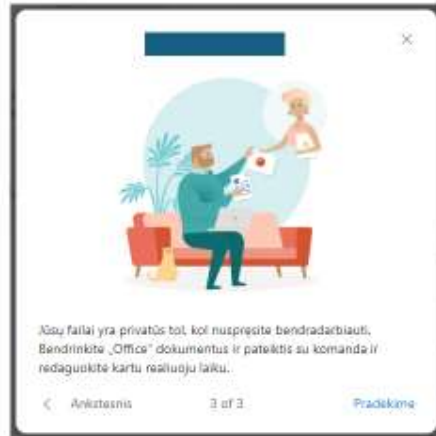 Jūsų failai yra privatūs tol, kol nuspręsite bendradarbiauti.
Bendrinkite „Office“ dokumentus ir pateiktis su komanda ir
redaguokite kartu realiuoju laiku.
Ankstesnis
3 of 3
Pradėkime